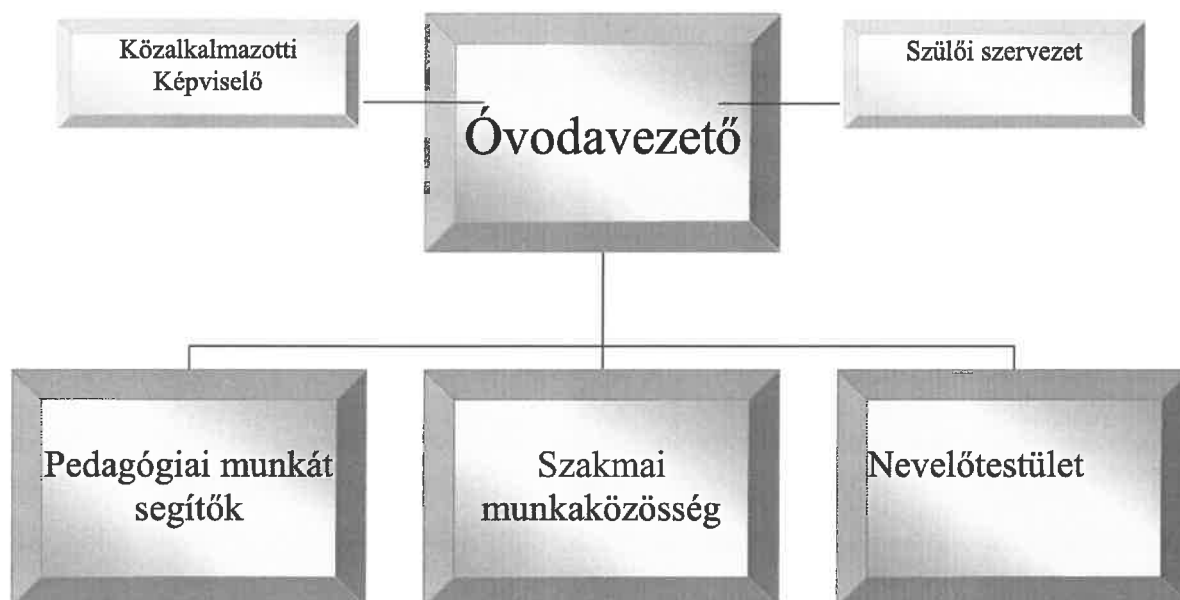 Közalkalmazotti
Képviselő
Szülői szervezet
Óvodavezető
Pedagógiai munkát
segítők
Szakmai
munkaközösség
Nevelőtestület